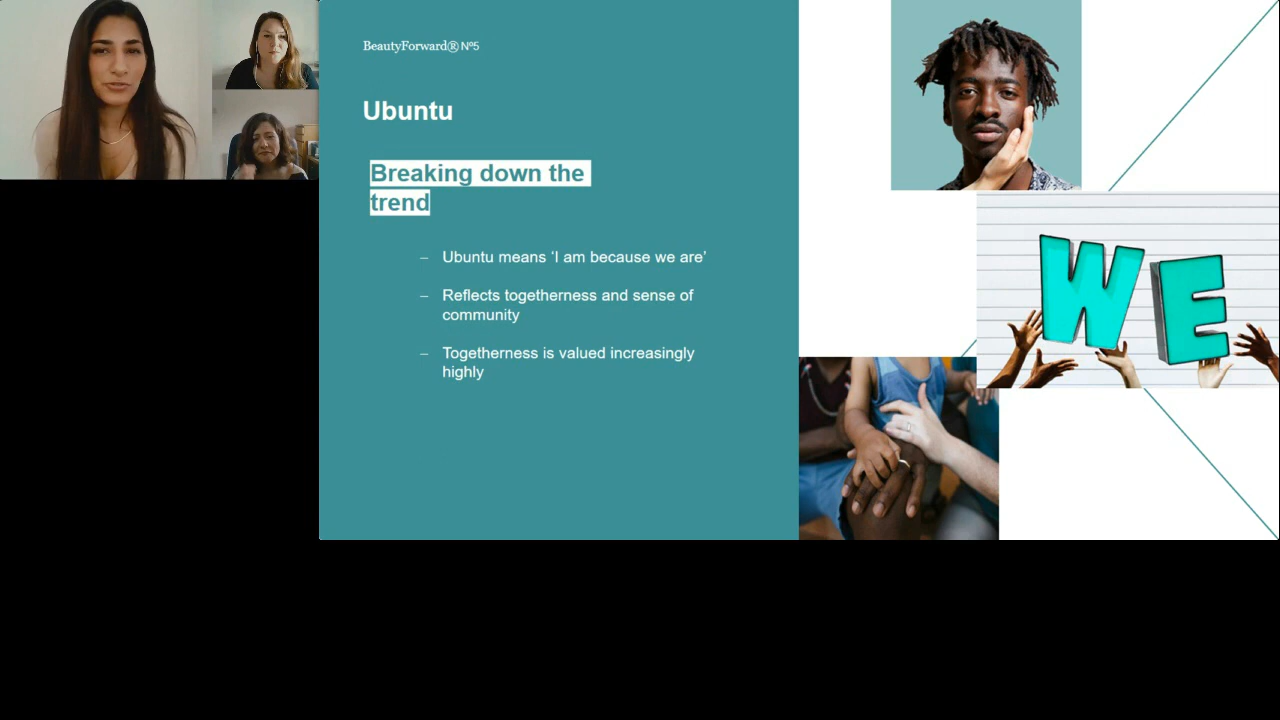 BeautyForward® Nº5
Ubuntu
Breaking down the
trend
– Ubuntu means ‘I am because we are’
– Reflects togetherness and sense of
community
– Togetherness is valued increasingly
highly
WE